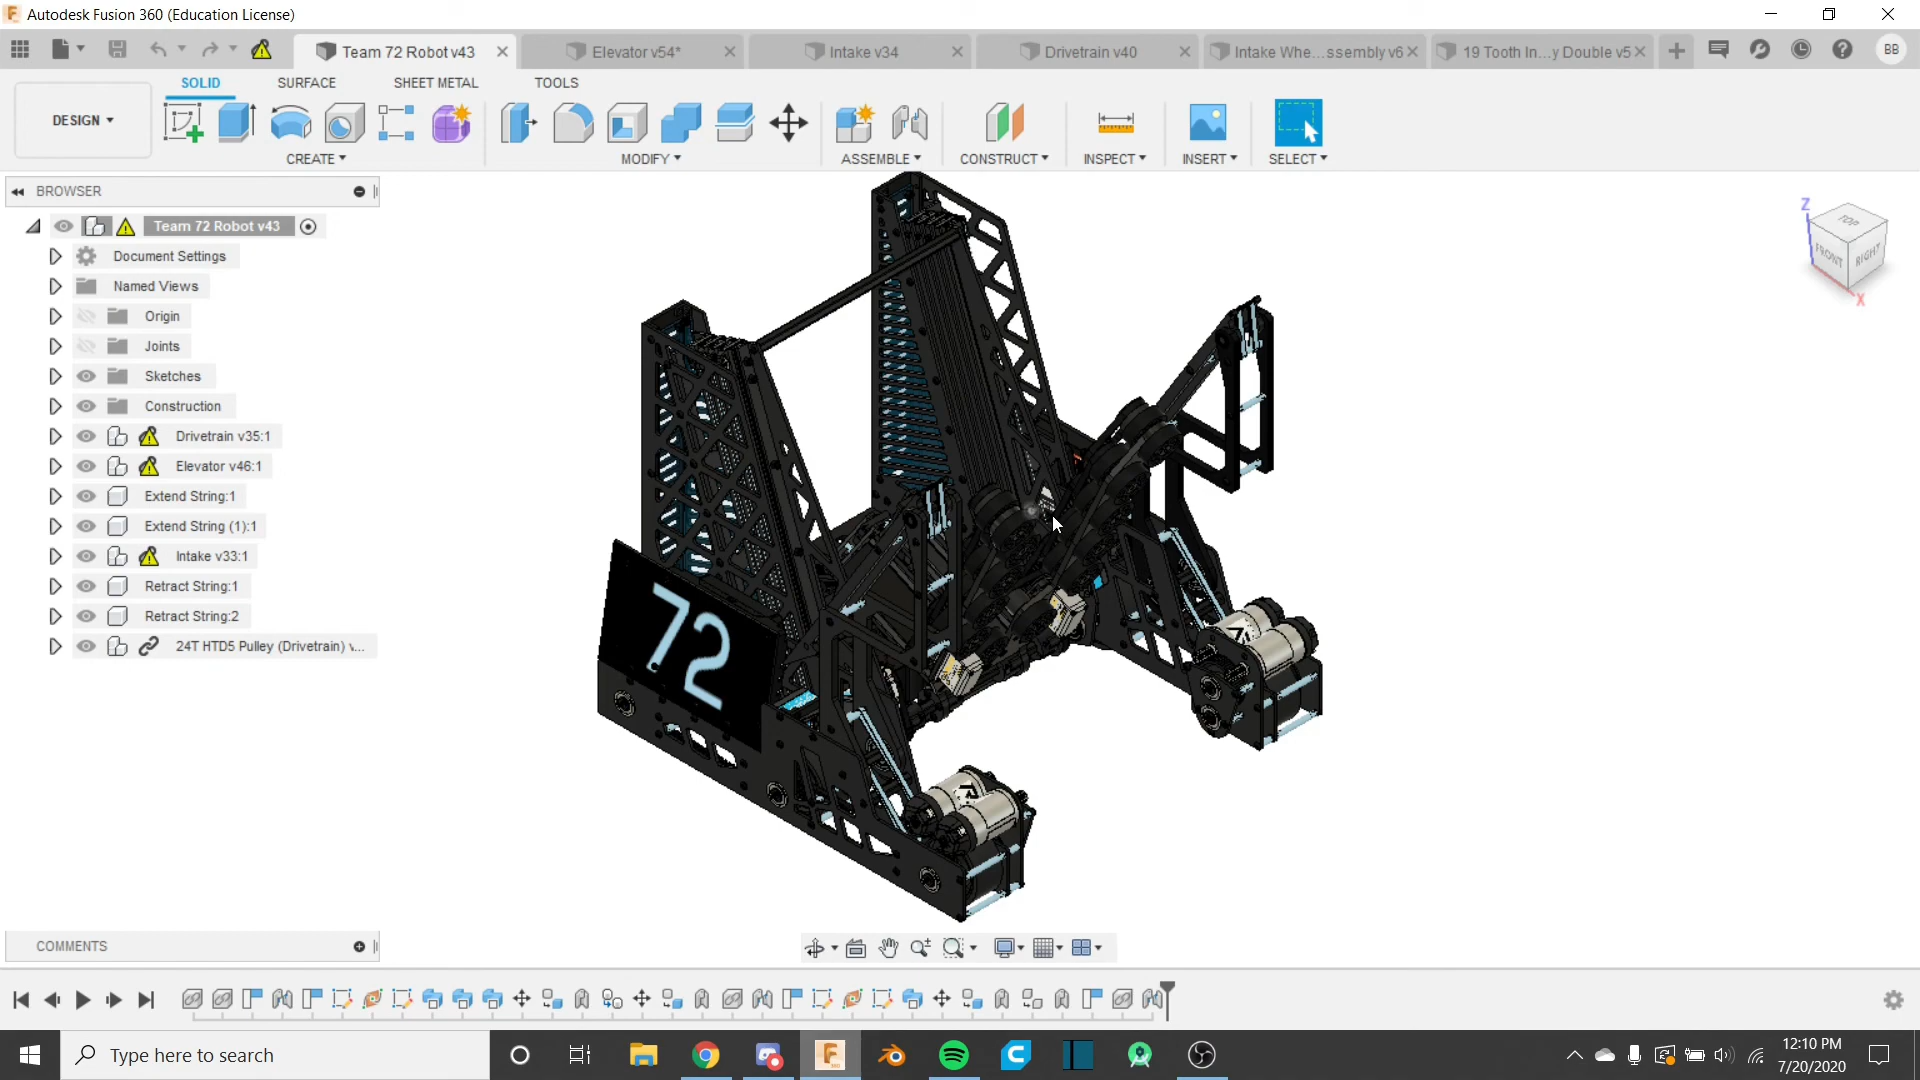 Autodesk Fusion 360 (Education License)
Team 72 Robot v43
Elevator v54*
Intake v34
Drivetrain v40
Intake Whe...ssembly v6
19 Tooth In...y Double v5
BB
SOLID
SURFACE
SHEET METAL
TOOLS
DESIGN
CREATE
MODIFY
ASSEMBLE
CONSTRUCT
INSPECT
INSERT
SELECT
BROWSER
Team 72 Robot v43
Document Settings
Named Views
Origin
Joints
Sketches
Construction
Drivetrain v35:1
Elevator v46:1
Extend String:1
Extend String (1):1
Intake v33:1
Retract String:1
Retract String:2
24T HTD5 Pulley (Drivetrain) v...
Z
TOP
FRONT
RIGHT
X
72
COMMENTS
Type here to search
12:10 PM
7/20/2020